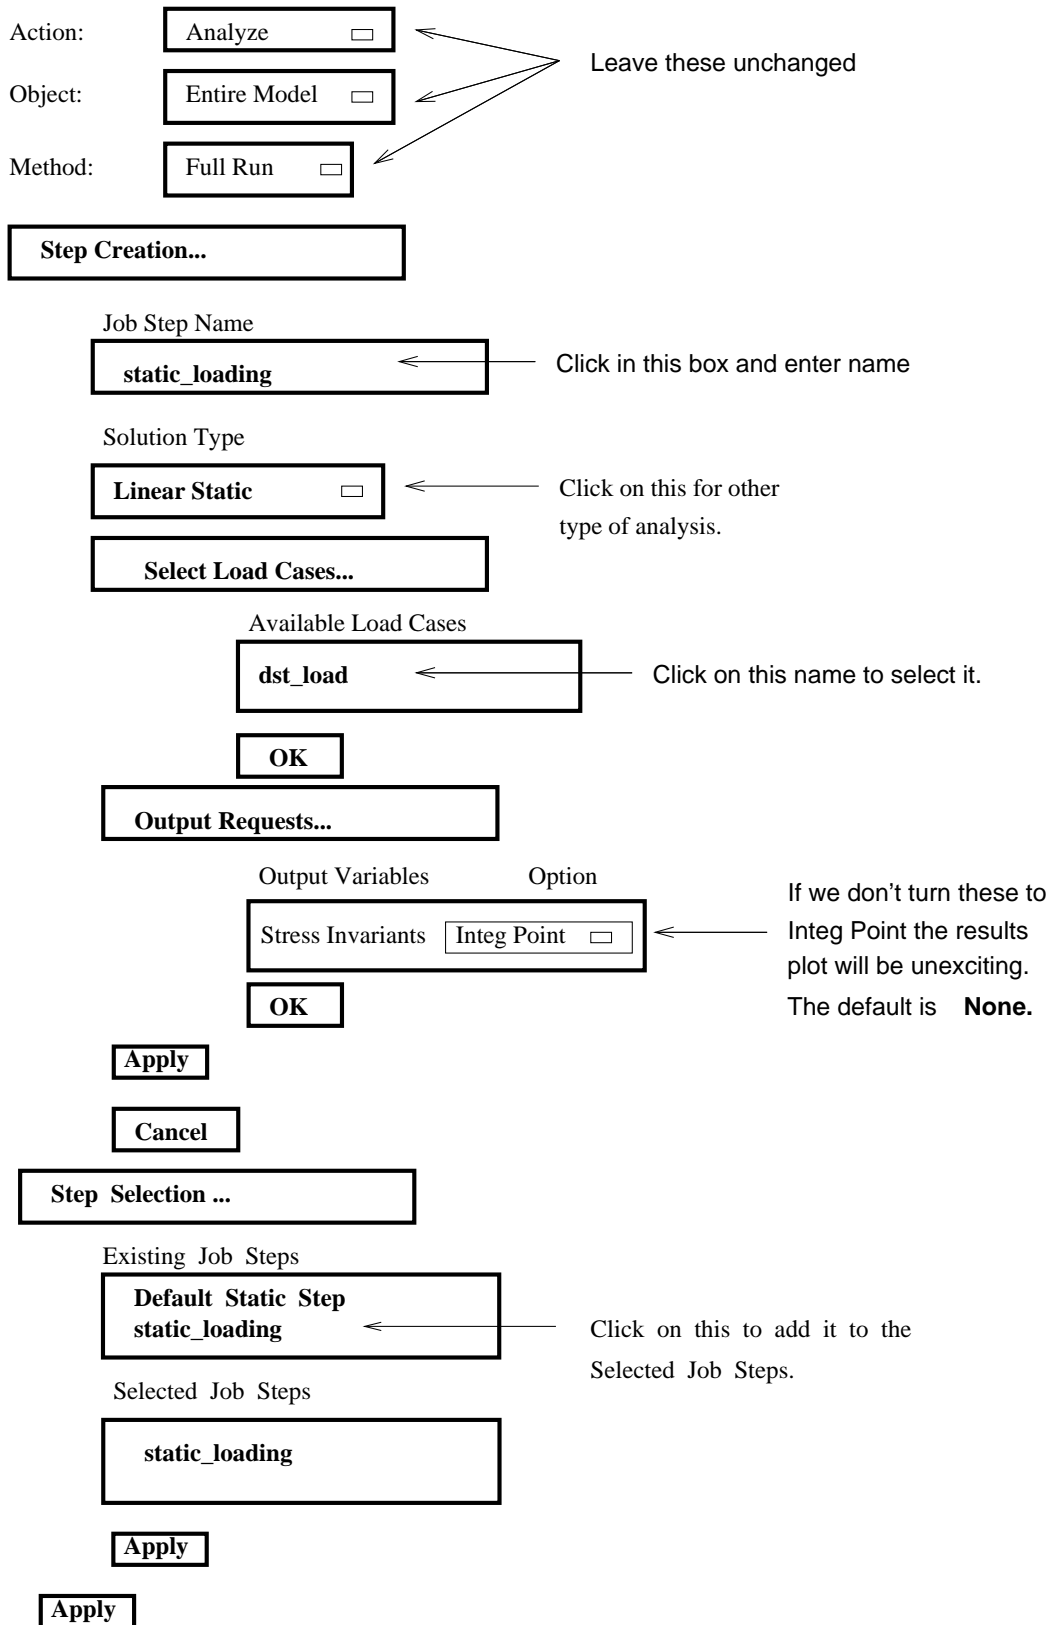 Action: Analyze
Leave these unchanged
Object: Entire Model
Method: Full Run
Step Creation...
Job Step Name
static_loading
Click in this box and enter name
Solution Type
Linear Static
Click on this for other
type of analysis.
Select Load Cases...
Available Load Cases
dst_load
Click on this name to select it.
OK
Output Requests...
Output Variables Option
Stress Invariants Integ Point
If we don't turn these to
Integ Point the results
plot will be unexciting.
The default is None.
OK
Apply
Cancel
Step Selection ...
Existing Job Steps
Default Static Step
static_loading
Click on this to add it to the
Selected Job Steps.
Selected Job Steps
static_loading
Apply
Apply